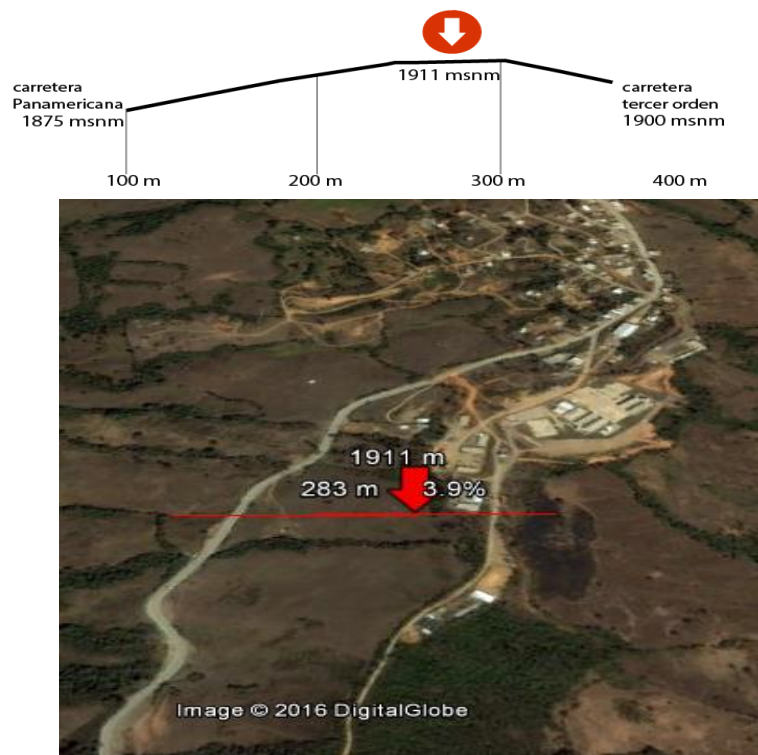 1911 msnm
carretera
Panamericana
1875 msnm
carretera
tercer orden
1900 msnm
100 m
200 m
300 m
400 m
1911 m
283 m 3.9%
Image © 2016 DigitalGlobe